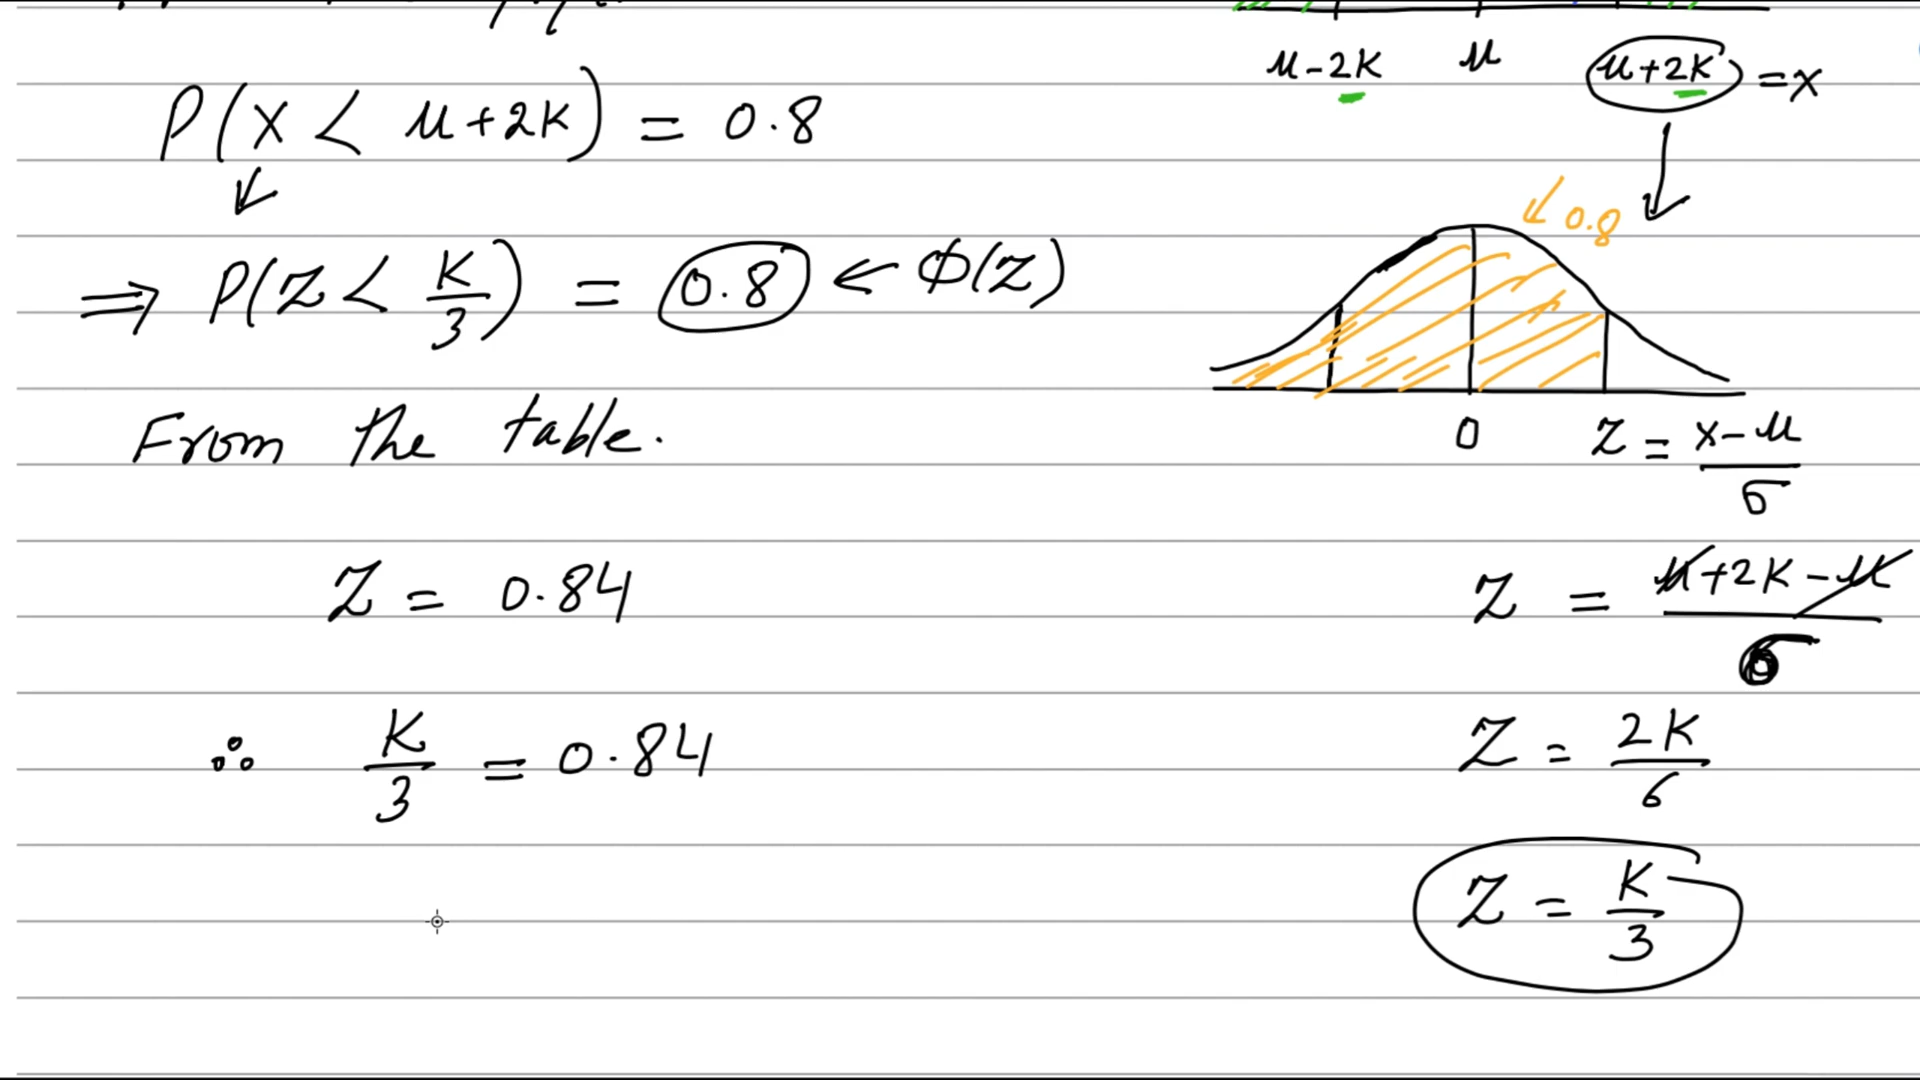 μ-2K μ μ+2K =x
P(x < μ+2K) = 0.8
0.8
⇒ P(Z < K/3) = 0.8 ← Φ(Z)
From the table.
0 Z = x-μ/σ
Z = 0.84
Z = μ+2K-μ/σ
∴ K/3 = 0.84
Z = 2K/6
Z = K/3